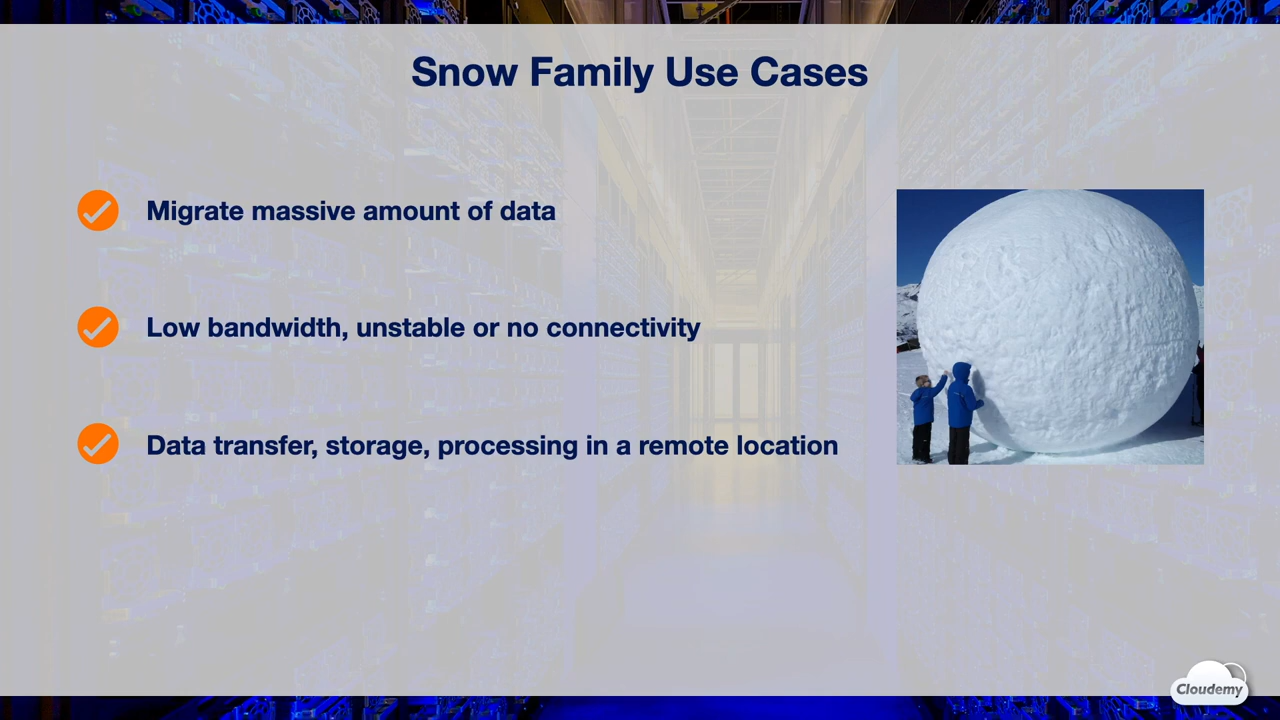 Snow Family Use Cases
Migrate massive amount of data
Low bandwidth, unstable or no connectivity
Data transfer, storage, processing in a remote location
Cloudemy